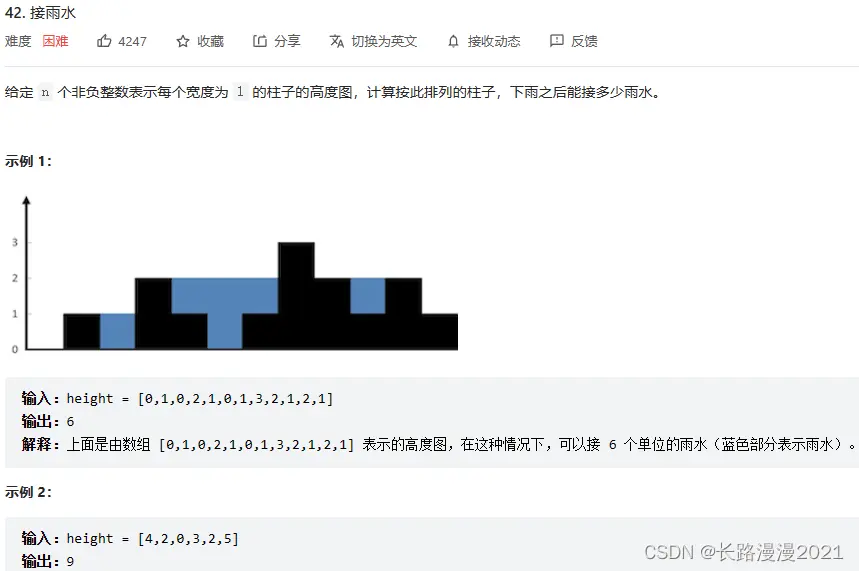 42. 接雨水
难度 困难 4247 收藏 分享 切换为英文 接收动态 反馈
给定 n 个非负整数表示每个宽度为 1 的柱子的高度图，计算按此排列的柱子，下雨之后能接多少雨水。
示例 1：
3
2
1
0
输入：height = [0,1,0,2,1,0,1,3,2,1,2,1]
输出：6
解释：上面是由数组 [0,1,0,2,1,0,1,3,2,1,2,1] 表示的高度图，在这种情况下，可以接 6 个单位的雨水（蓝色部分表示雨水）。
示例 2：
输入：height = [4,2,0,3,2,5]
输出：9
CSDN @长路漫漫2021